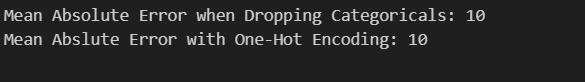 Mean Absolute Error when Dropping Categoricals: 10
Mean Abslute Error with One-Hot Encoding: 10